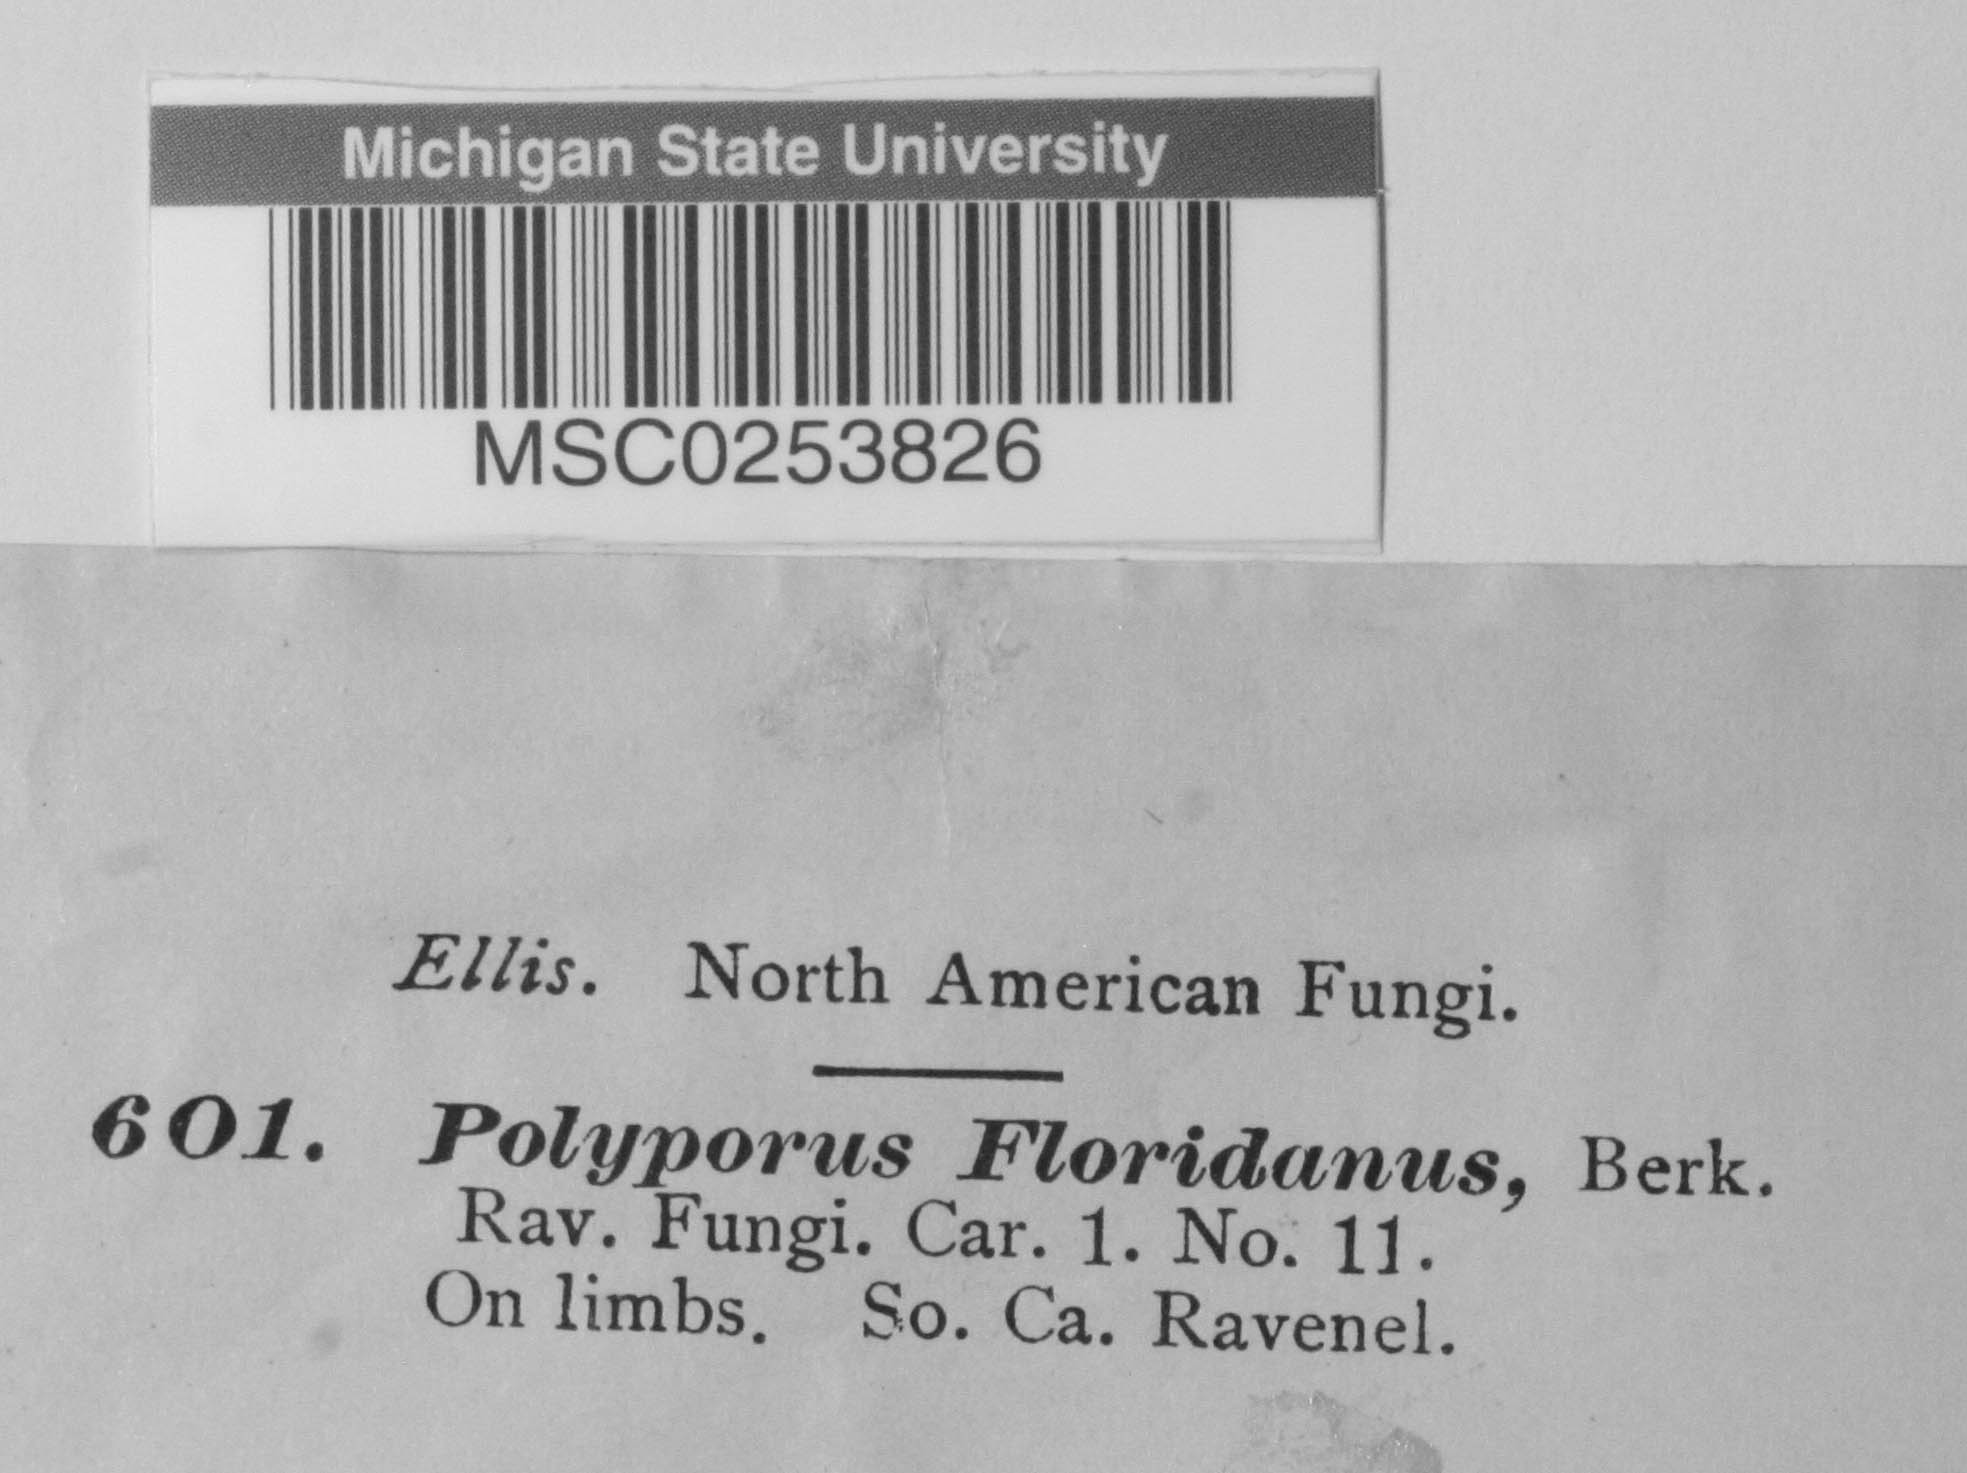 Michigan State University
MSC0253826
Ellis. North American Fungi.
601. Polyporus Floridanus, Berk.
Rav. Fungi. Car. 1. No. 11.
On limbs. So. Ca. Ravenel.